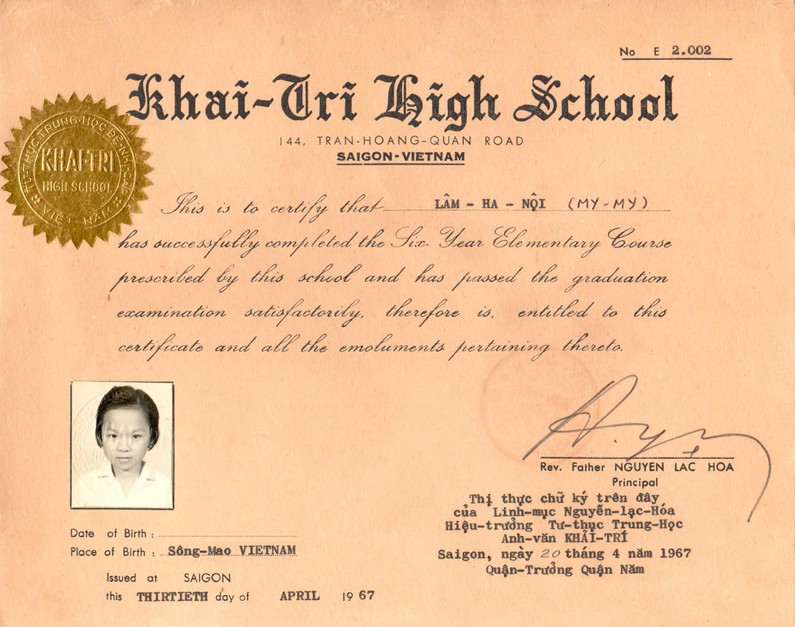 No E 2.002
Khai-Tri High School
144, TRAN-HOANG-QUAN ROAD
SAIGON-VIETNAM
KHAI-TRI
HIGH SCHOOL
VIỆT-NAM
This is to certify that LÂM - HA - NỘI (MY-MY)
has successfully completed the Six-Year Elementary Course
prescribed by this school and has passed the graduation
examination satisfactorily, therefore is, entitled to this
certificate and all the emoluments pertaining thereto.
Rev. Father NGUYEN LAC HOA
Principal
Thị thực chữ ký trên đây
của Linh-mục Nguyễn-lạc-Hóa
Hiệu-trưởng Tư-thục Trung-Học
Anh-văn KHẢI-TRÍ
Saigon, ngày 20 tháng 4 năm 1967
Quận-Trưởng Quận Năm
Date of Birth :
Place of Birth : Sông-Mao VIETNAM
Issued at SAIGON
this THIRTIETH day of APRIL 1967